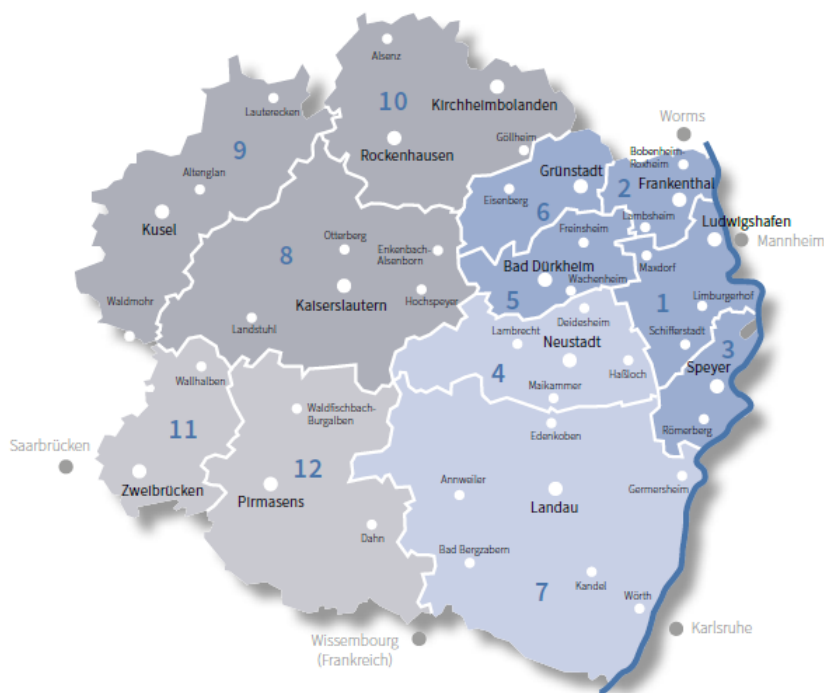 Alsenz
10
Kirchheimbolanden
Lauterecken
Worms
Göllheim
9
Rockenhausen
Bobenheim-
Roxheim
Grünstadt
2
Frankenthal
Altenglan
Eisenberg
6
Kusel
Lambsheim
Ludwigshafen
Freinsheim
Mannheim
Otterberg
8
Enkenbach-
Alsenborn
Bad Dürkheim
Maxdorf
Wachenheim
Kaiserslautern
Hochspeyer
5
1
Limburgerhof
Waldmohr
Deidesheim
Landstuhl
Lambrecht
Schifferstadt
Neustadt
3
Speyer
4
Haßloch
Wallhalben
Maikammer
Waldfischbach-
Burgalben
11
Edenkoben
Römerberg
Saarbrücken
12
Zweibrücken
Pirmasens
Annweiler
Germersheim
Landau
Dahn
Bad Bergzabern
7
Kandel
Wörth
Wissembourg
(Frankreich)
Karlsruhe